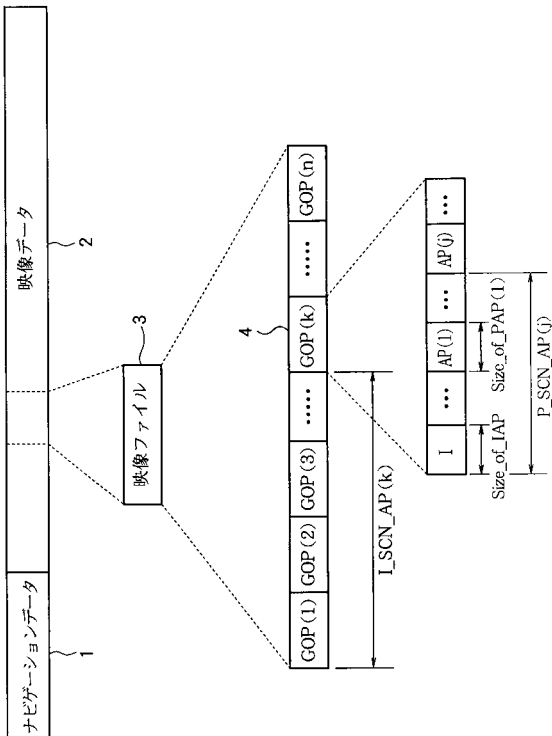 ナビゲーションデータ
映像データ
1
2
映像ファイル
3
4
GOP(1)
GOP(2)
GOP(3)
.....
GOP(k)
.....
GOP(n)
I_SCN_AP(k)
I
...
AP(1)
...
AP(j)
...
Size_of_IAP
Size_of_PAP(1)
P_SCN_AP(j)